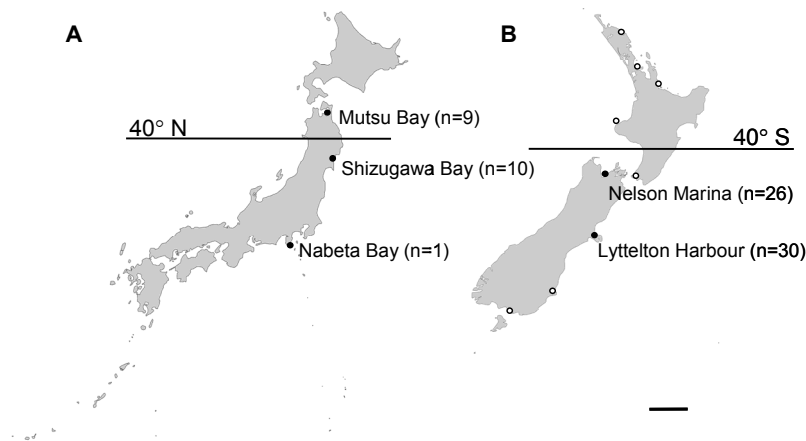 A
40° N
Mutsu Bay (n=9)
Shizugawa Bay (n=10)
Nabeta Bay (n=1)
B
40° S
Nelson Marina (n=26)
Lyttelton Harbour (n=30)